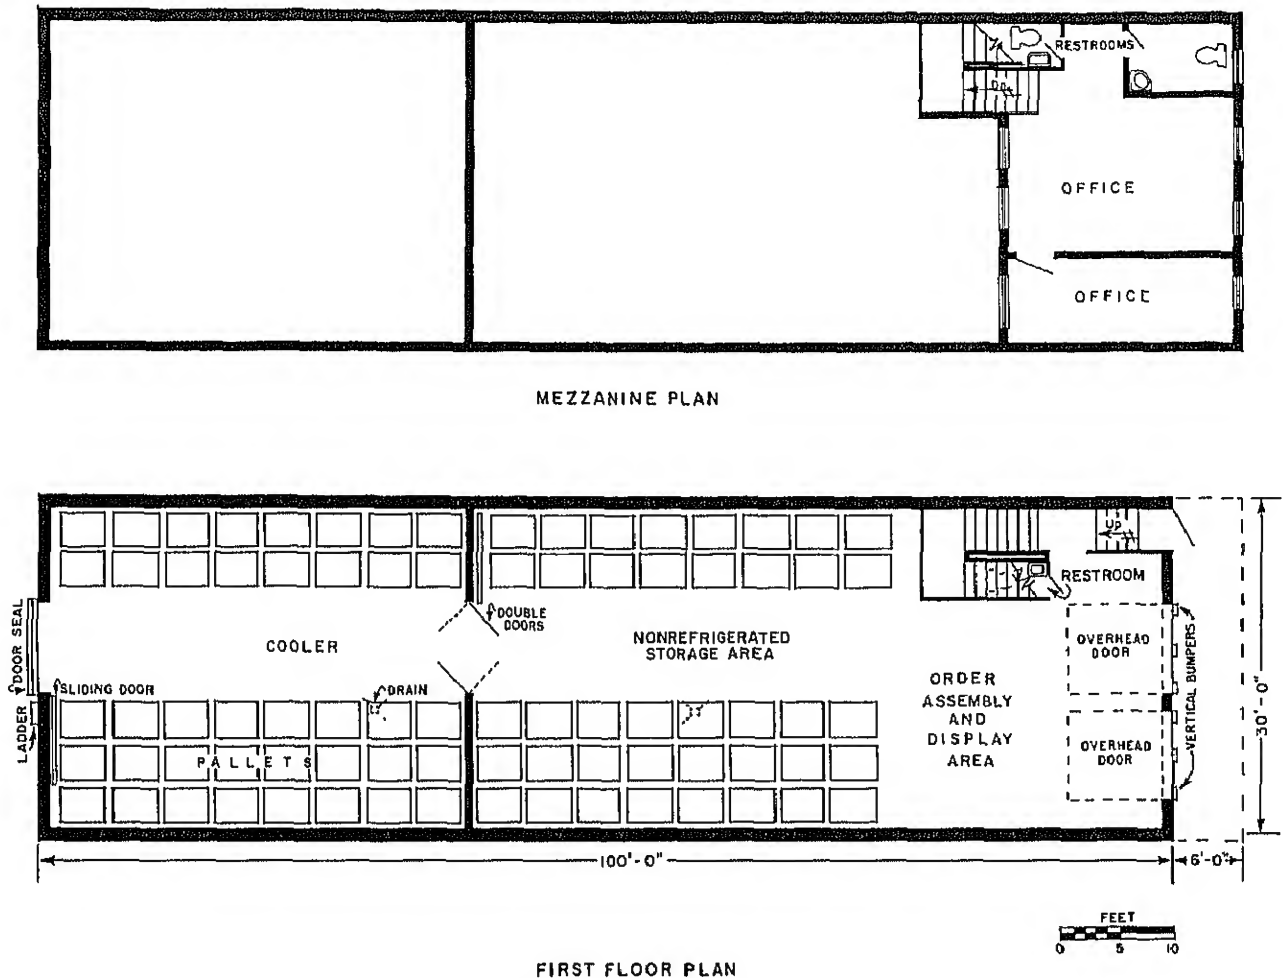 RESTROOMS
Dn
OFFICE
OFFICE
MEZZANINE PLAN
UP
RESTROOM
DOOR SEAL
DOUBLE
DOORS
COOLER
NONREFRIGERATED
STORAGE AREA
OVERHEAD
DOOR
VERTICAL BUMPERS
SLIDING DOOR
DRAIN
ORDER
ASSEMBLY
AND
DISPLAY
AREA
LADDER
PALLETS
OVERHEAD
DOOR
30'-0"
100'-0"
6'-0"
FEET
0 5 10
FIRST FLOOR PLAN